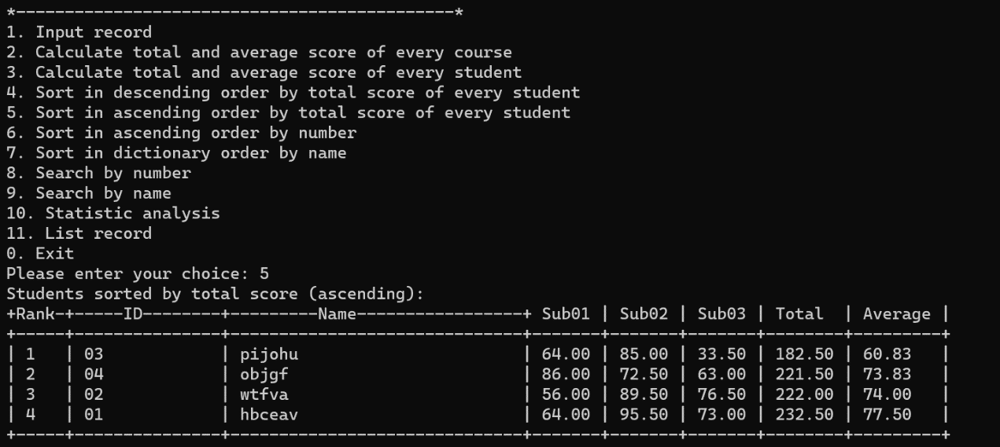 *---------------------------------------------*
1. Input record
2. Calculate total and average score of every course
3. Calculate total and average score of every student
4. Sort in descending order by total score of every student
5. Sort in ascending order by total score of every student
6. Sort in ascending order by number
7. Sort in dictionary order by name
8. Search by number
9. Search by name
10. Statistic analysis
11. List record
0. Exit
Please enter your choice: 5
Students sorted by total score (ascending):
+Rank-+-----ID--------+---------Name-----------------+ Sub01 | Sub02 | Sub03 | Total  | Average |
+-----+---------------+------------------------------+-------+-------+-------+--------+---------+
| 1   | 03            | pijohu                       | 64.00 | 85.00 | 33.50 | 182.50 | 60.83   |
| 2   | 04            | objgf                        | 86.00 | 72.50 | 63.00 | 221.50 | 73.83   |
| 3   | 02            | wtfva                        | 56.00 | 89.50 | 76.50 | 222.00 | 74.00   |
| 4   | 01            | hbceav                       | 64.00 | 95.50 | 73.00 | 232.50 | 77.50   |
+-----+---------------+------------------------------+-------+-------+-------+--------+---------+